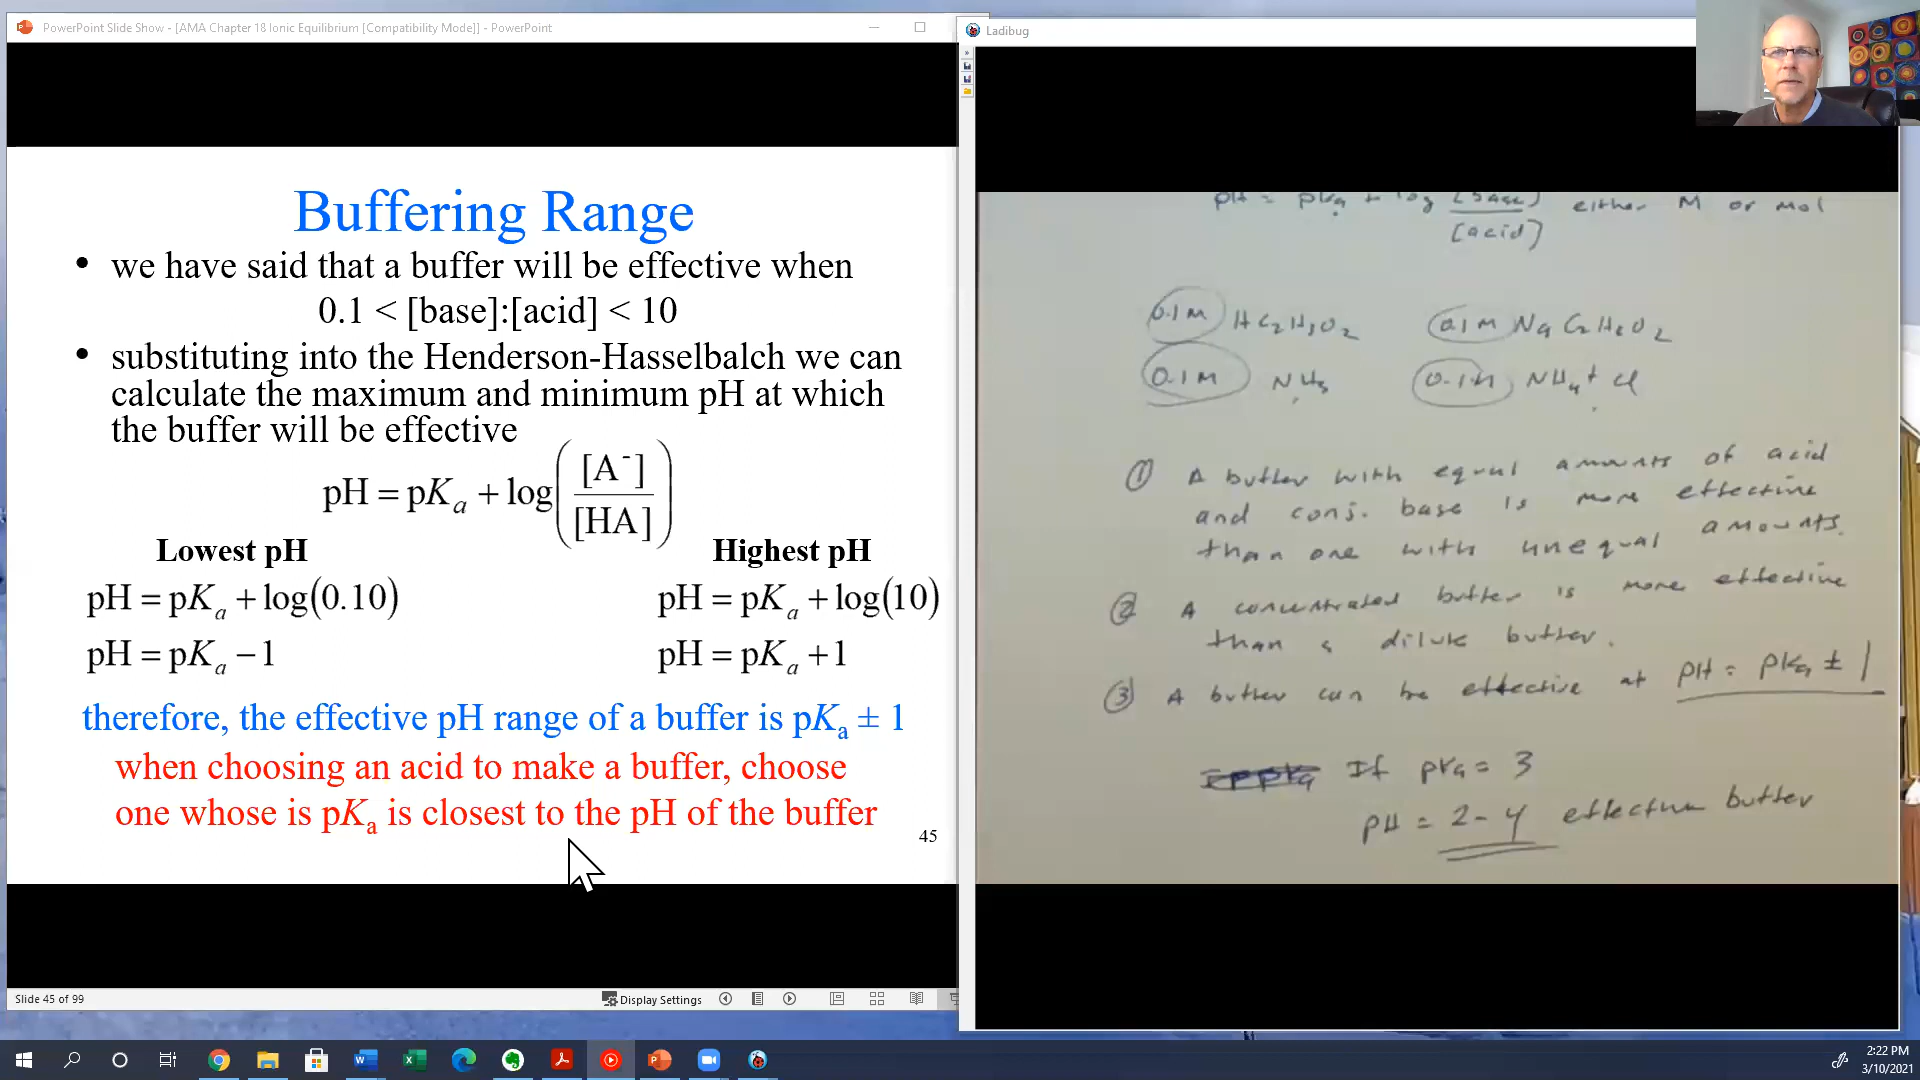 PowerPoint Slide Show - [AMA Chapter 18 Ionic Equilibrium [Compatibility Mode]] - PowerPoint
Buffering Range
• we have said that a buffer will be effective when
0.1 < [base]:[acid] < 10
• substituting into the Henderson-Hasselbalch we can
calculate the maximum and minimum pH at which
the buffer will be effective
pH = pKa + log([A-]/[HA])
Lowest pH
pH = pKa + log(0.10)
pH = pKa − 1
Highest pH
pH = pKa + log(10)
pH = pKa + 1
therefore, the effective pH range of a buffer is pKa ± 1
when choosing an acid to make a buffer, choose
one whose is pKa is closest to the pH of the buffer
45
Slide 45 of 99
Display Settings
Ladibug
pH = pKa + log [base]/[acid] either M or mol
0.1M HC2H3O2 0.1M NaC2H3O2
0.1M NH3 0.1M NH4+ Cl
① A buffer with equal amounts of acid
and conj. base is more effective
than one with unequal amounts.
② A concentrated buffer is more effective
than a dilute buffer.
③ A buffer can be effective at pH = pKa ± 1
If pKa = 3
pH = 2 - 4 effective buffer
2:22 PM
3/10/2021